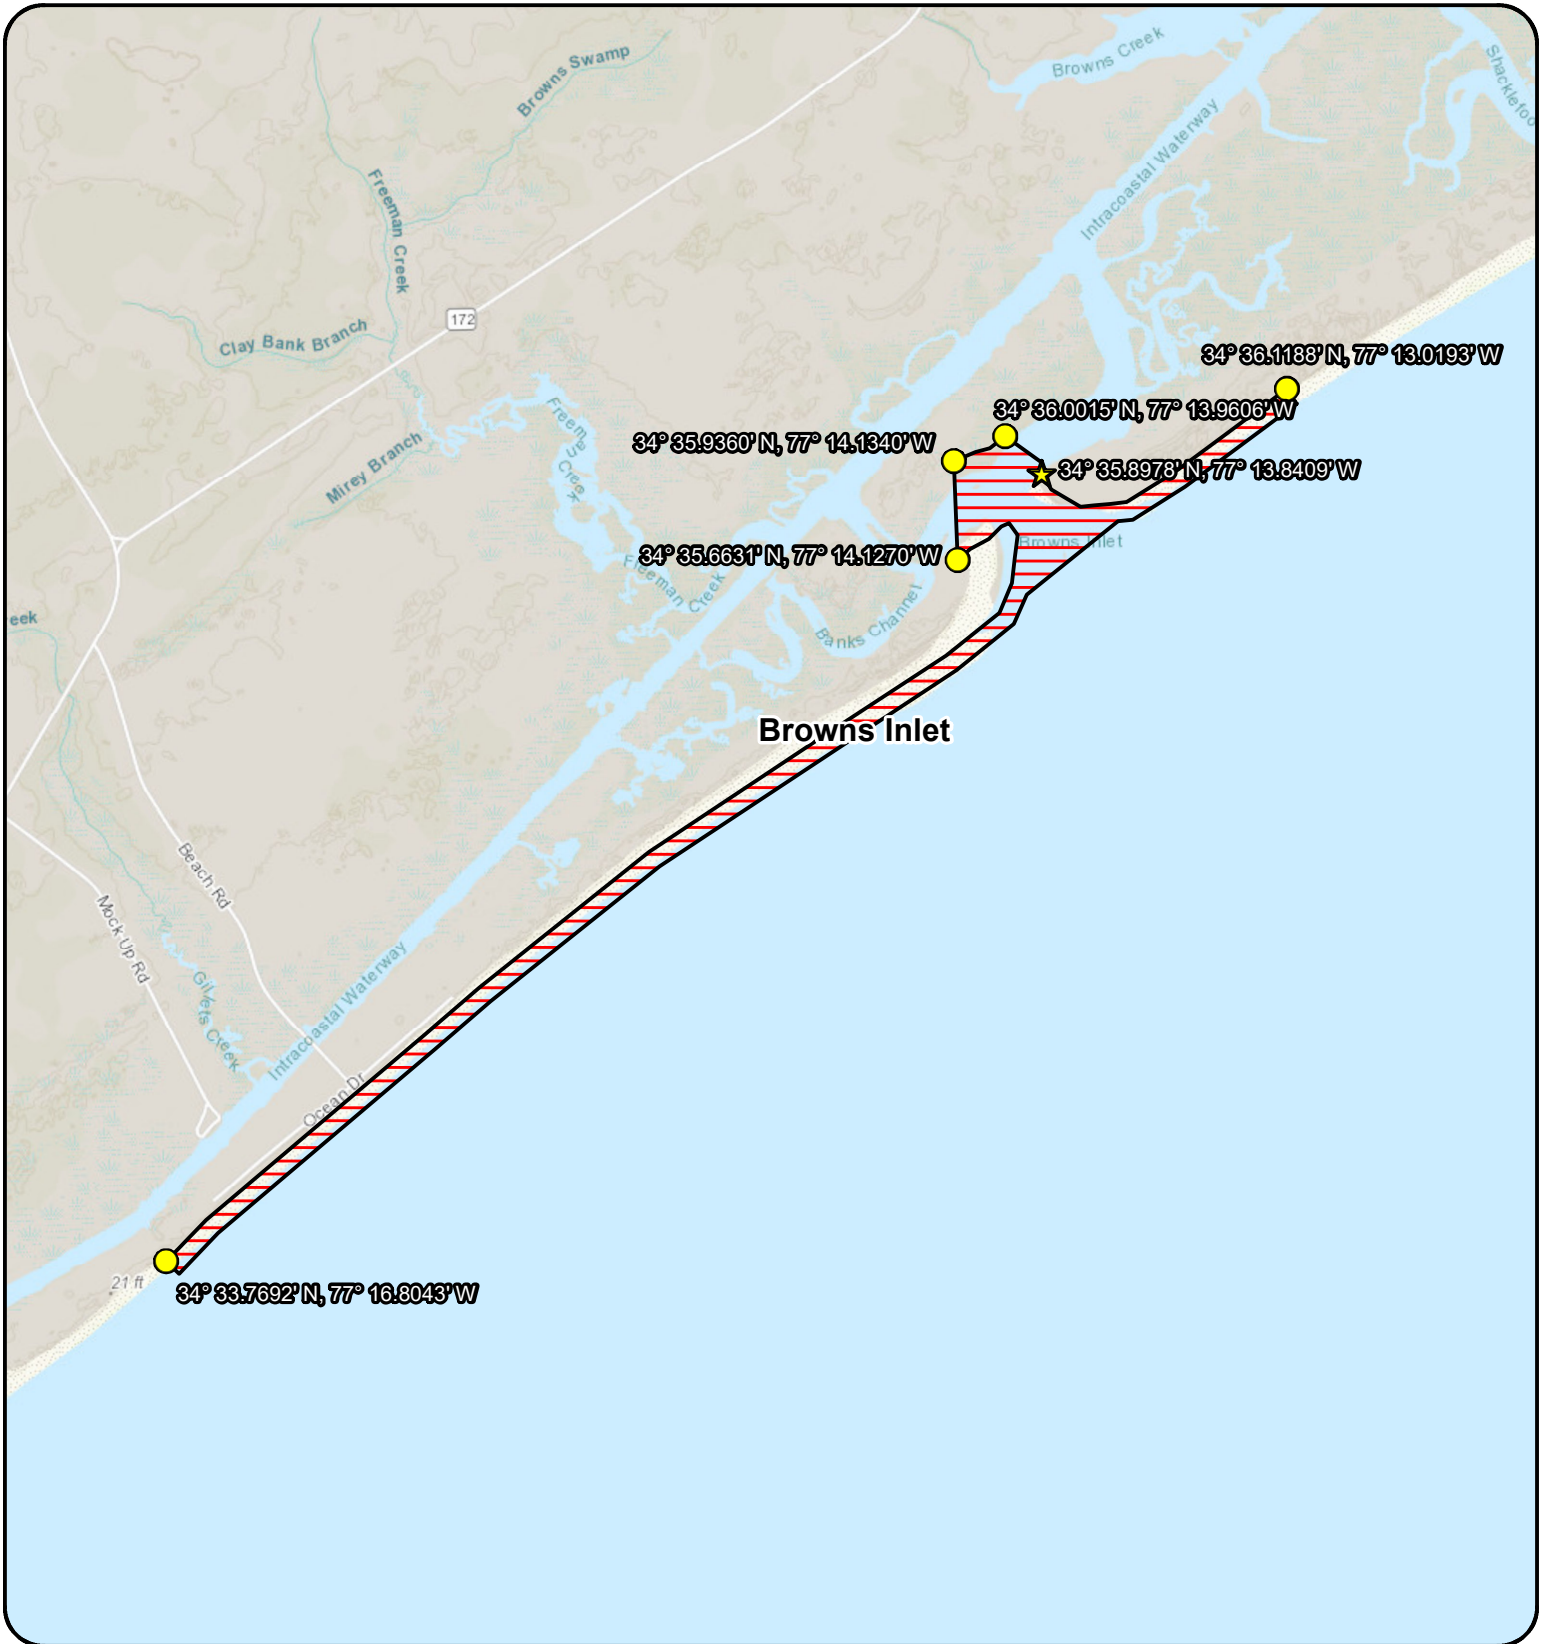 Browns Creek
Shacklefoo
Browns Swamp
Intracoastal Waterway
Freeman Creek
172
Clay Bank Branch
34° 36.1188' N, 77° 13.0193' W
34° 36.0015' N, 77° 13.9606' W
Freeman Creek
34° 35.9360' N, 77° 14.1340' W
Mirey Branch
34° 35.8978' N, 77° 13.8409' W
Browns Inlet
34° 35.6631' N, 77° 14.1270' W
Freeman Creek
eek
Banks Channel
Browns Inlet
Beach Rd
Mock Up Rd
Gillets Creek
Intracoastal Waterway
Ocean Dr
21 ft
34° 33.7692' N, 77° 16.8043' W